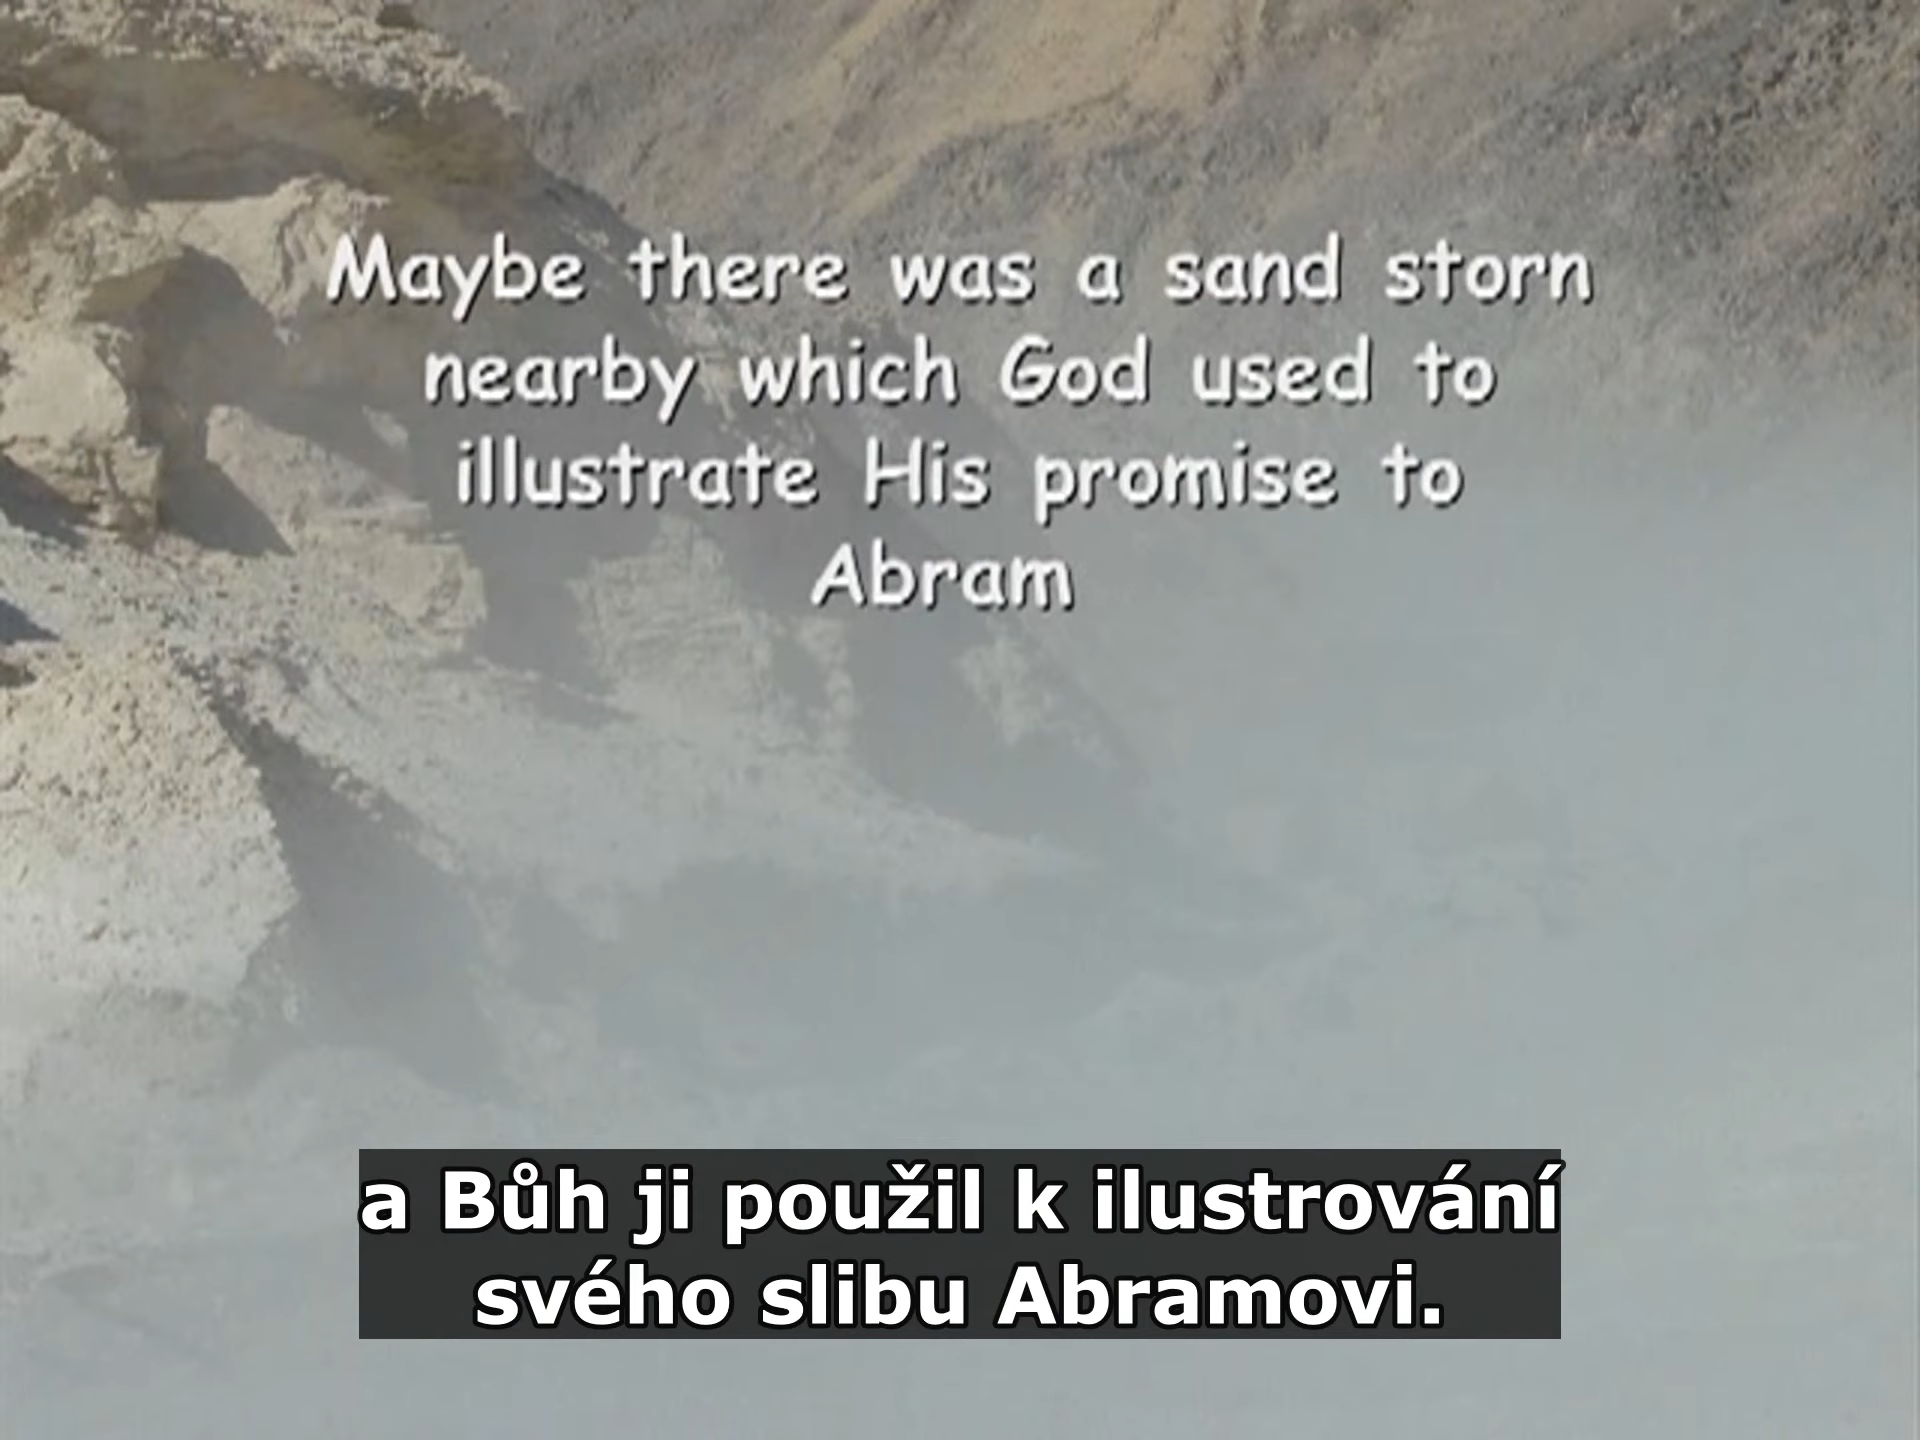 Maybe there was a sand storn
nearby which God used to
illustrate His promise to
Abram
a Bůh ji použil k ilustrování
svého slibu Abramovi.